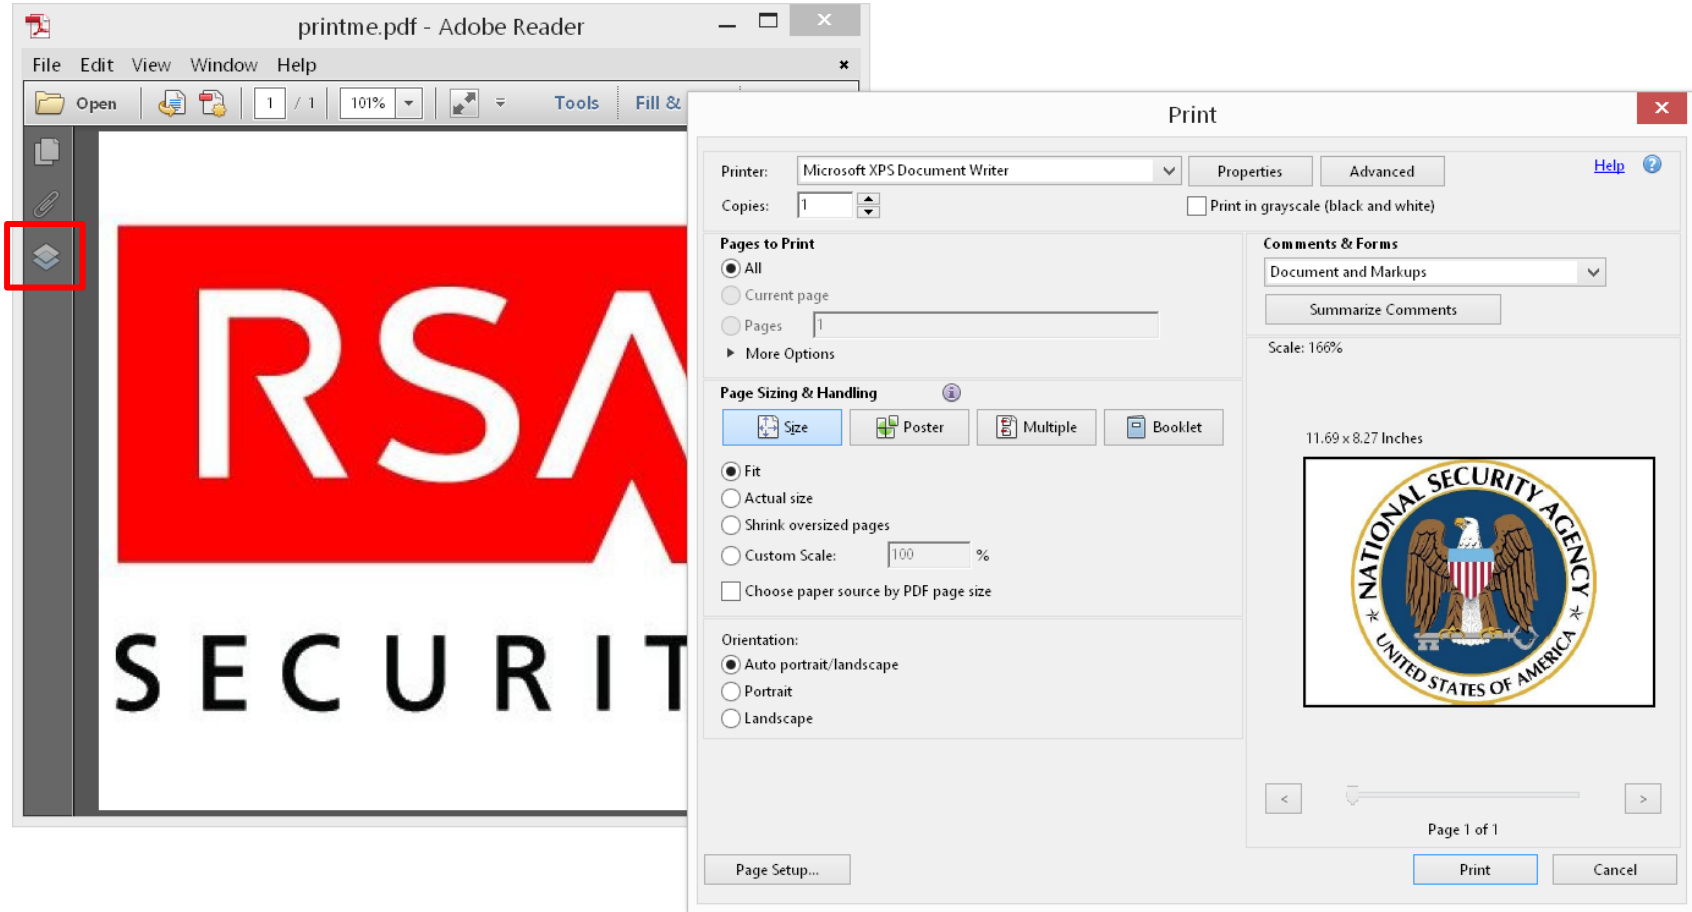 printme.pdf - Adobe Reader
File Edit View Window Help
Open 1 / 1 101% Tools Fill &
RSA
SECURIT
Print
Printer: Microsoft XPS Document Writer Properties Advanced Help ?
Copies: 1 Print in grayscale (black and white)
Pages to Print
All
Current page
Pages 1
More Options
Comments & Forms
Document and Markups
Summarize Comments
Scale: 166%
Page Sizing & Handling i
Size Poster Multiple Booklet
Fit
Actual size
Shrink oversized pages
Custom Scale: 100 %
Choose paper source by PDF page size
Orientation:
Auto portrait/landscape
Portrait
Landscape
11.69 x 8.27 Inches
NATIONAL SECURITY AGENCY
UNITED STATES OF AMERICA
< >
Page 1 of 1
Page Setup... Print Cancel